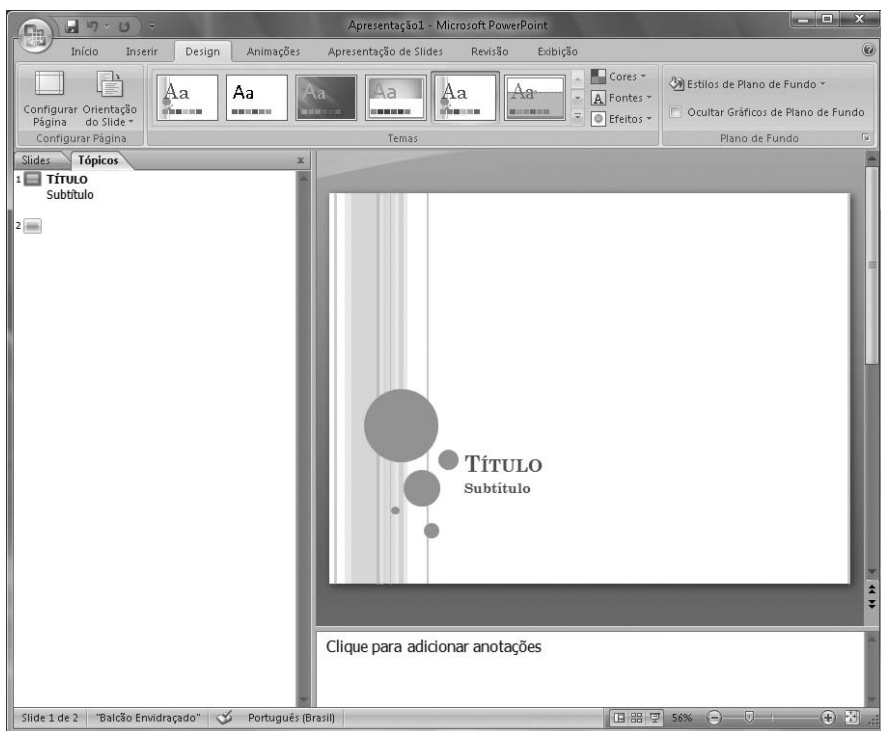 Apresentação1 - Microsoft PowerPoint
Início Inserir Design Animações Apresentação de Slides Revisão Exibição
Configurar Página
Orientação do Slide
Aa Aa Aa Aa Aa Aa
Cores
Fontes
Efeitos
Estilos de Plano de Fundo
Ocultar Gráficos de Plano de Fundo
Configurar Página Temas Plano de Fundo
Slides Tópicos
1 TÍTULO
Subtítulo
2
TÍTULO
Subtítulo
Clique para adicionar anotações
Slide 1 de 2 "Balcão Envidraçado" Português (Brasil) 56%